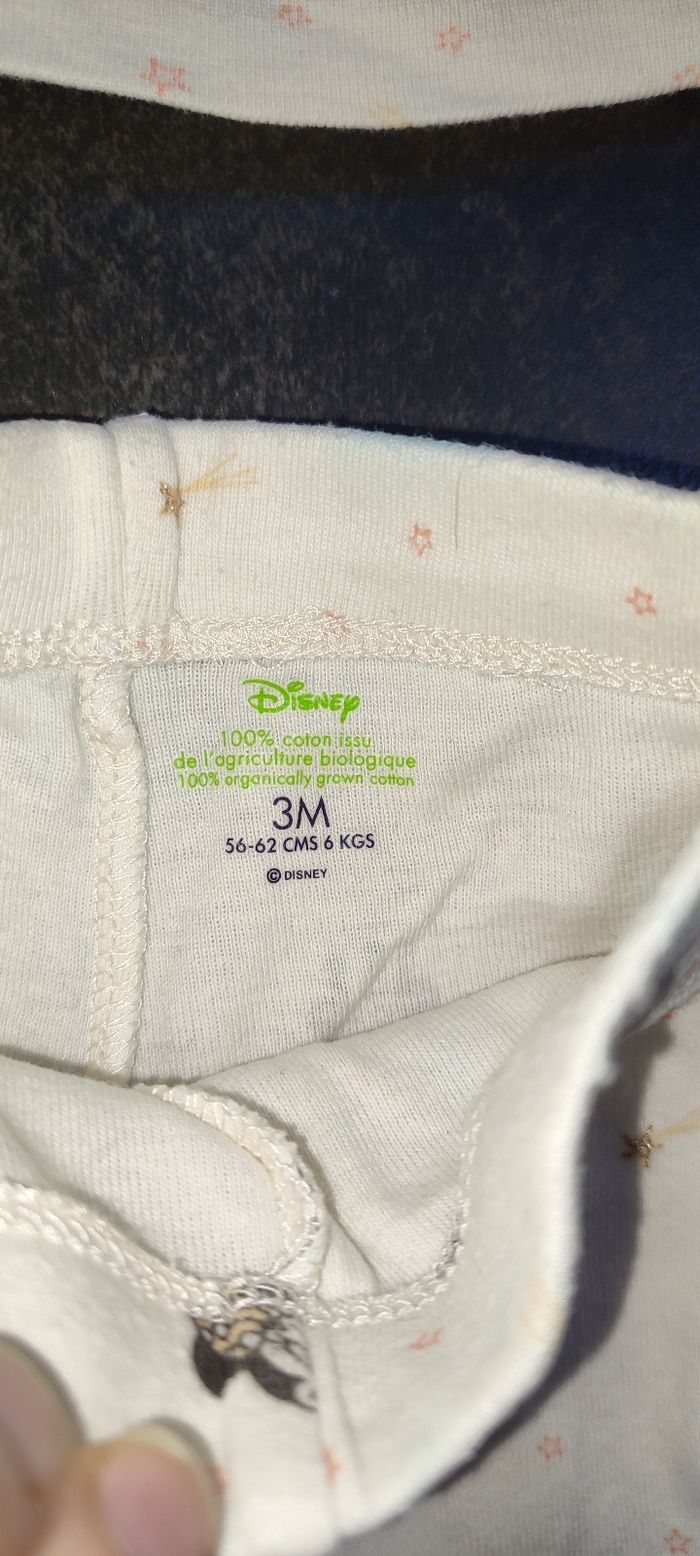 Disney
100% coton issu
de l'agriculture biologique
100% organically grown cotton
3M
56-62 CMS 6 KGS
© DISNEY